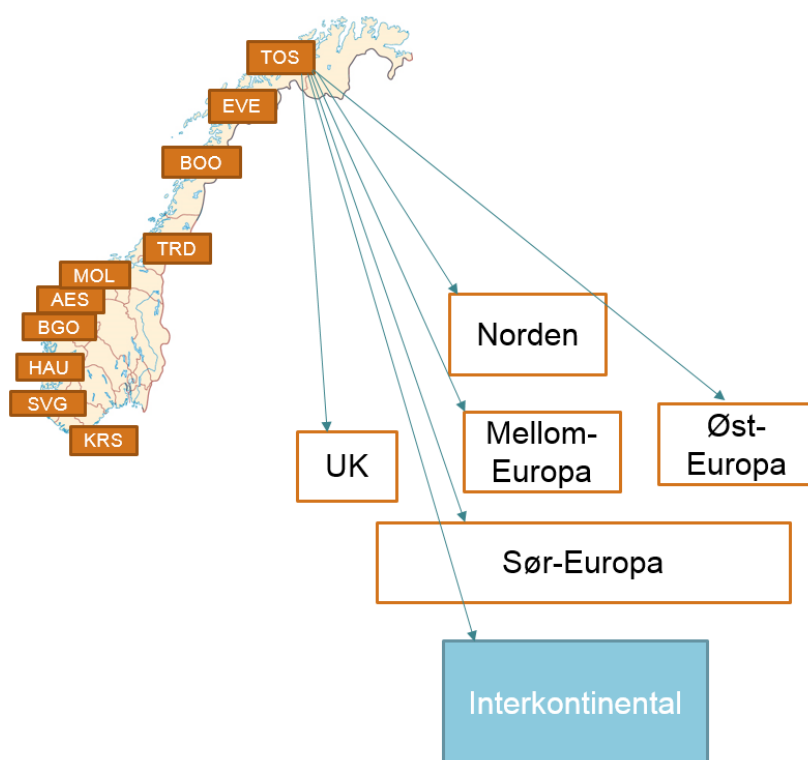 TOS
EVE
BOO
TRD
MOL
AES
BGO
HAU
SVG
KRS
Norden
UK
Mellom-
Europa
Øst-
Europa
Sør-Europa
Interkontinental